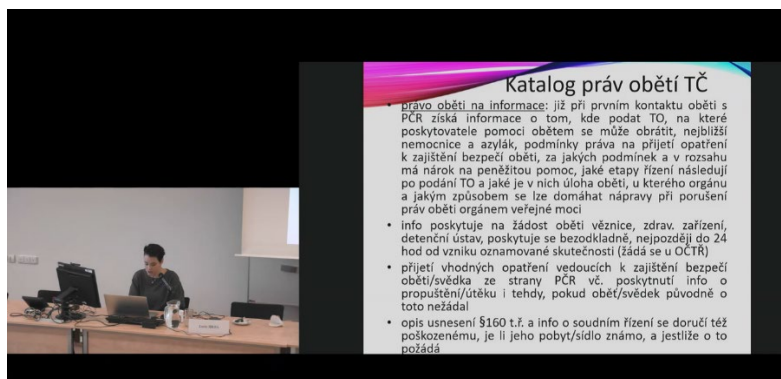 Katalog práv obětí TČ
• právo oběti na informace: již při prvním kontaktu oběti s
PČR získá informace o tom, kde podat TO, na které
poskytovatele pomoci obětem se může obrátit, nejbližší
nemocnice a azylák, podmínky práva na přijetí opatření
k zajištění bezpečí oběti, za jakých podmínek a v rozsahu
má nárok na peněžitou pomoc, jaké etapy řízení následují
po podání TO a jaké je v nich úloha oběti, u kterého orgánu
a jakým způsobem se lze domáhat nápravy při porušení
práv oběti orgánem veřejné moci
• info poskytuje na žádost oběti věznice, zdrav. zařízení,
detenční ústav, poskytuje se bezodkladně, nejpozději do 24
hod od vzniku oznamované skutečnosti (žádá se u OČTŘ)
• přijetí vhodných opatření vedoucích k zajištění bezpečí
oběti/svědka ze strany PČR vč. poskytnutí info o
propuštění/útěku i tehdy, pokud oběť/svědek původně o
toto nežádal
• opis usnesení §160 t.ř. a info o soudním řízení se doručí též
poškozenému, je li jeho pobyt/sídlo známo, a jestliže o to
požádá